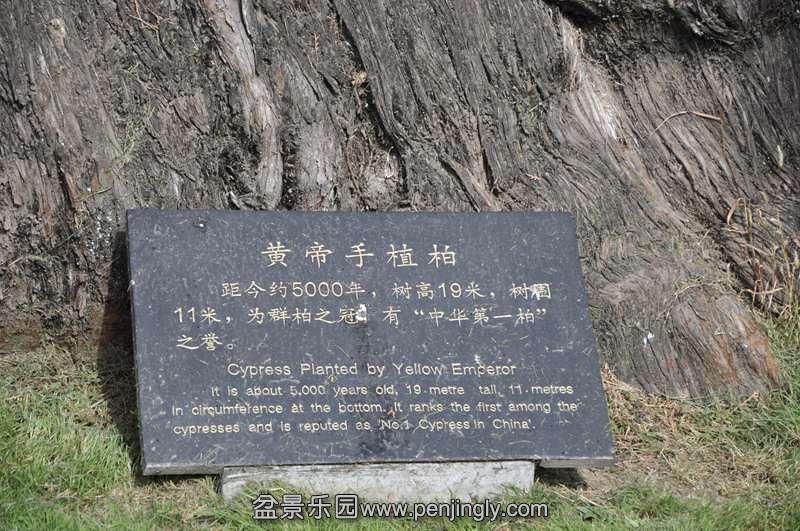 黄帝手植柏
距今约5000年，树高19米，树围
11米，为群柏之冠，有“中华第一柏”
之誉。
Cypress Planted by Yellow Emperor
It is about 5,000 years old, 19 metre tall, 11 metres
in circumference at the bottom. It ranks the first among the
cypresses and is reputed as 'No.1 Cypress in China'.
盆景乐园www.penjingly.com